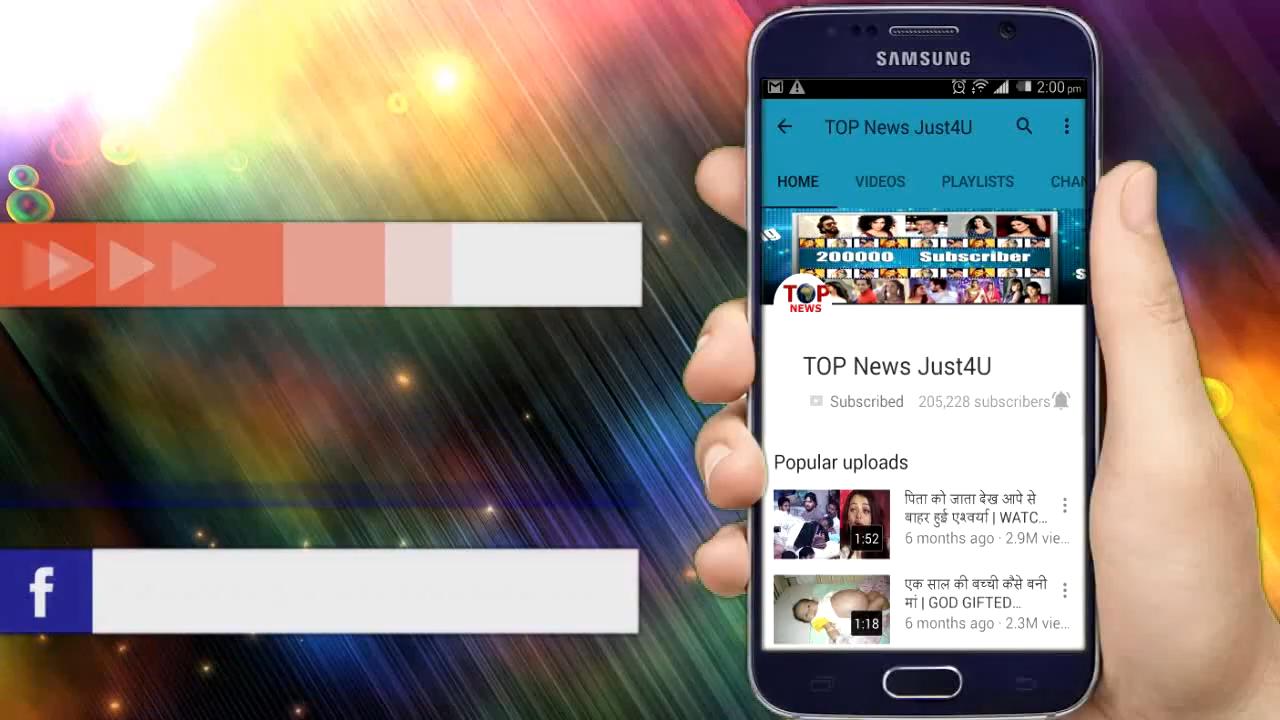 SAMSUNG
2:00 pm
TOP News Just4U
HOME VIDEOS PLAYLISTS CHAN
200000 Subscriber
TOP
NEWS
TOP News Just4U
Subscribed 205,228 subscribers
Popular uploads
पिता को जाता देख आपे से
बाहर हुई एश्वर्या | WATC...
6 months ago · 2.9M vie...
1:52
एक साल की बच्ची कैसे बनी
मां | GOD GIFTED...
6 months ago · 2.3M vie...
1:18
f